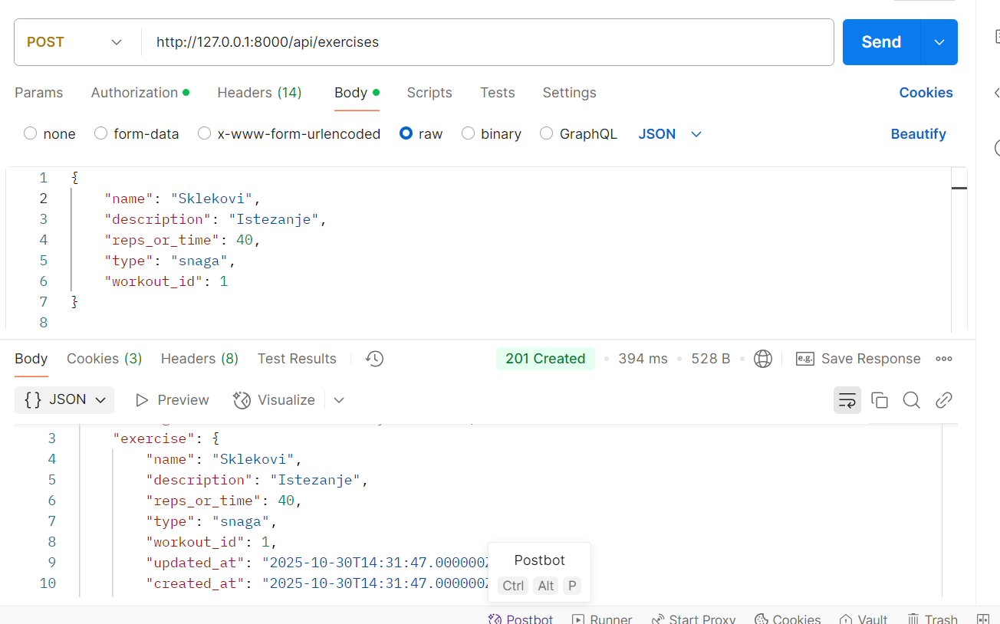 POST http://127.0.0.1:8000/api/exercises Send
Params Authorization Headers (14) Body Scripts Tests Settings Cookies
none form-data x-www-form-urlencoded raw binary GraphQL JSON Beautify
1 {
2 "name": "Sklekovi",
3 "description": "Istezanje",
4 "reps_or_time": 40,
5 "type": "snaga",
6 "workout_id": 1
7 }
8
Body Cookies (3) Headers (8) Test Results 201 Created 394 ms 528 B e.g. Save Response
{} JSON Preview Visualize
3 "exercise": {
4 "name": "Sklekovi",
5 "description": "Istezanje",
6 "reps_or_time": 40,
7 "type": "snaga",
8 "workout_id": 1,
9 "updated_at": "2025-10-30T14:31:47.000000Z
10 "created_at": "2025-10-30T14:31:47.000000Z
Postbot
Ctrl Alt P
Postbot Runner Start Proxy Cookies Vault Trash